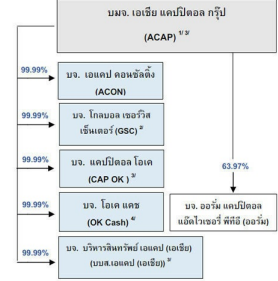 บมจ. เอเชีย แคปปิตอล กรุ๊ป
(ACAP) 1/ 3/
99.99%
บจ. เอแคป คอนซัลติ้ง
(ACON)
99.99%
บจ. โกลบอล เซอร์วิส
เซ็นเตอร์ (GSC) 2/
99.99%
บจ. แคปปิตอล โอเค
(CAP OK )
63.97%
99.99%
บจ. โอเค แคช
(OK Cash) 4/
บจ. ออรั่ม แคปปิตอล
แอ๊ดไวเซอรี่ พีทีอี (ออรั่ม)
99.99%
บจ. บริหารสินทรัพย์ เอแคป (เอเชีย)
(บบส.เอแคป (เอเชีย))